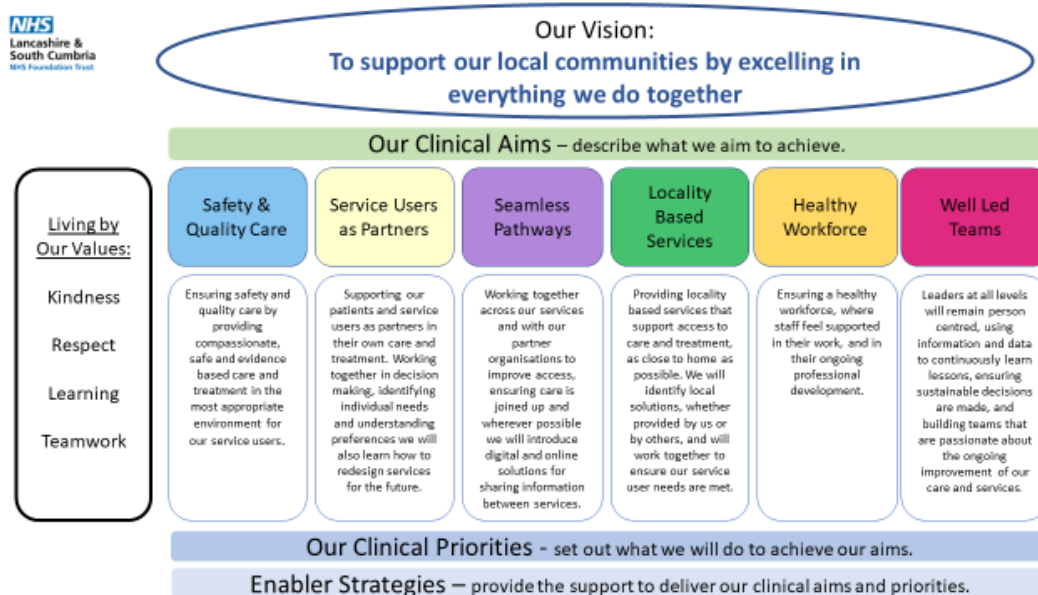 NHS
Lancashire &
South Cumbria
NHS Foundation Trust
Our Vision:
To support our local communities by excelling in
everything we do together
Our Clinical Aims – describe what we aim to achieve.
Living by
Our Values:
Kindness
Respect
Learning
Teamwork
Safety &
Quality Care
Ensuring safety and
quality care by
providing
compassionate,
safe and evidence
based care and
treatment in the
most appropriate
environment for
our service users.
Service Users
as Partners
Supporting our
patients and service
users as partners in
their own care and
treatment. Working
together in decision
making, identifying
individual needs
and understanding
preferences we will
also learn how to
redesign services
for the future.
Seamless
Pathways
Working together
across our services
and with our
partner
organisations to
improve access,
ensuring care is
joined up and
wherever possible
we will introduce
digital and online
solutions for
sharing information
between services.
Locality
Based
Services
Providing locality
based services that
support access to
care and treatment,
as close to home as
possible. We will
identify local
solutions, whether
provided by us or
by others, and will
work together to
ensure our service
user needs are met.
Healthy
Workforce
Ensuring a healthy
workforce, where
staff feel supported
in their work, and in
their ongoing
professional
development.
Well Led
Teams
Leaders at all levels
will remain person
centred, using
information and data
to continuously learn
lessons, ensuring
sustainable decisions
are made, and
building teams that
are passionate about
the ongoing
improvement of our
care and services.
Our Clinical Priorities - set out what we will do to achieve our aims.
Enabler Strategies – provide the support to deliver our clinical aims and priorities.